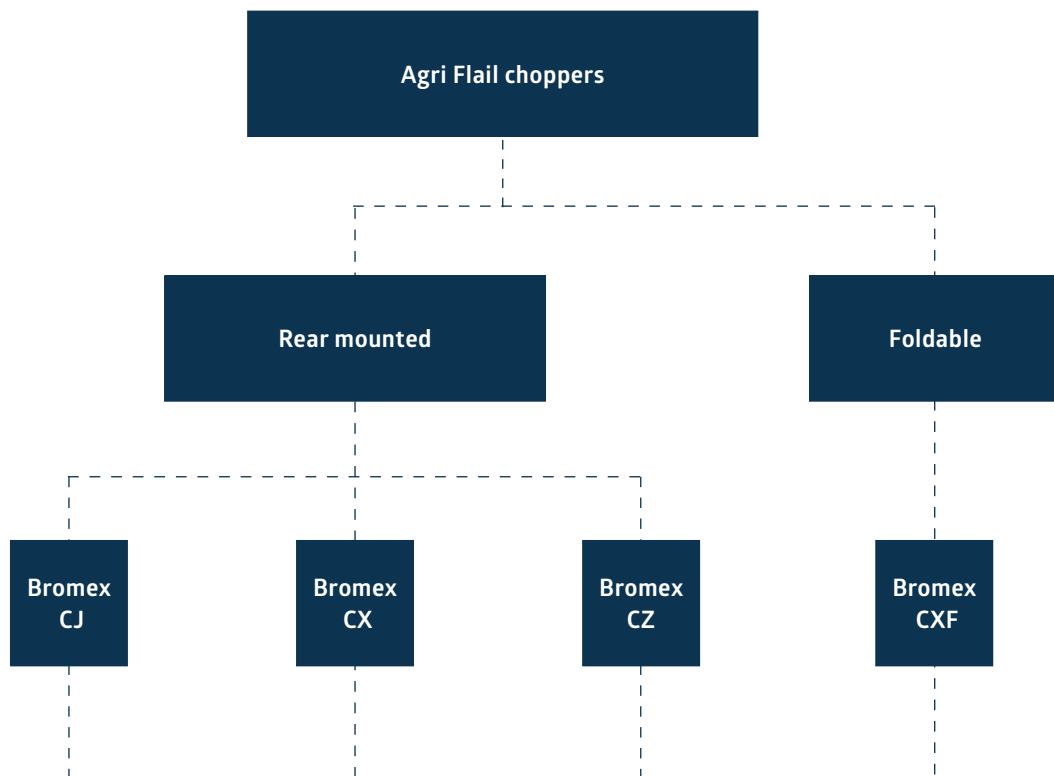 Agri Flail choppers
Rear mounted
Foldable
Bromex
CJ
Bromex
CX
Bromex
CZ
Bromex
CXF